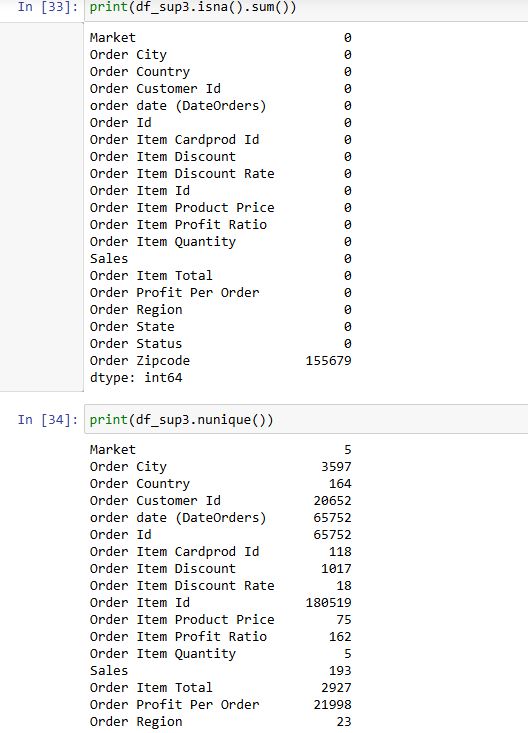 In [33]: print(df_sup3.isna().sum())
Market 0
Order City 0
Order Country 0
Order Customer Id 0
order date (DateOrders) 0
Order Id 0
Order Item Cardprod Id 0
Order Item Discount 0
Order Item Discount Rate 0
Order Item Id 0
Order Item Product Price 0
Order Item Profit Ratio 0
Order Item Quantity 0
Sales 0
Order Item Total 0
Order Profit Per Order 0
Order Region 0
Order State 0
Order Status 0
Order Zipcode 155679
dtype: int64
In [34]: print(df_sup3.nunique())
Market 5
Order City 3597
Order Country 164
Order Customer Id 20652
order date (DateOrders) 65752
Order Id 65752
Order Item Cardprod Id 118
Order Item Discount 1017
Order Item Discount Rate 18
Order Item Id 180519
Order Item Product Price 75
Order Item Profit Ratio 162
Order Item Quantity 5
Sales 193
Order Item Total 2927
Order Profit Per Order 21998
Order Region 23